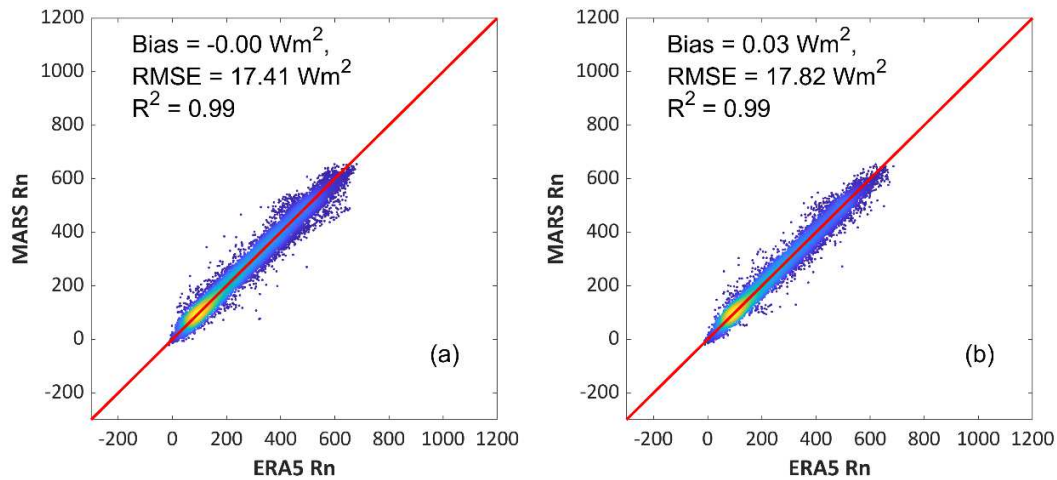 1200
1000
800
600
400
200
0
-200
MARS Rn
Bias = -0.00 Wm²,
RMSE = 17.41 Wm²
R² = 0.99
(a)
-200 0 200 400 600 800 1000 1200
ERA5 Rn
1200
1000
800
600
400
200
0
-200
MARS Rn
Bias = 0.03 Wm²,
RMSE = 17.82 Wm²
R² = 0.99
(b)
-200 0 200 400 600 800 1000 1200
ERA5 Rn